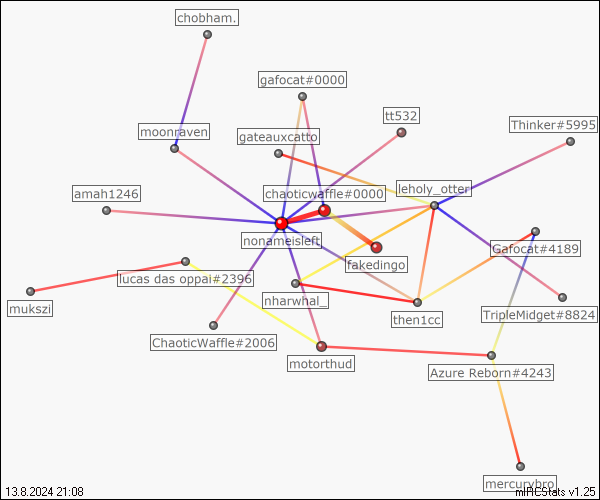 chobham.
gafocat#0000
tt532
Thinker#5995
moonraven
gateauxcatto
chaoticwaffle#0000
leholy_otter
amah1246
nonameisleft
Gafocat#4189
fakedingo
lucas das oppai#2396
nharwhal_
mukszi
then1cc
TripleMidget#8824
ChaoticWaffle#2006
motorthud
Azure Reborn#4243
mercurybro
13.8.2024 21:08
mIRCStats v1.25